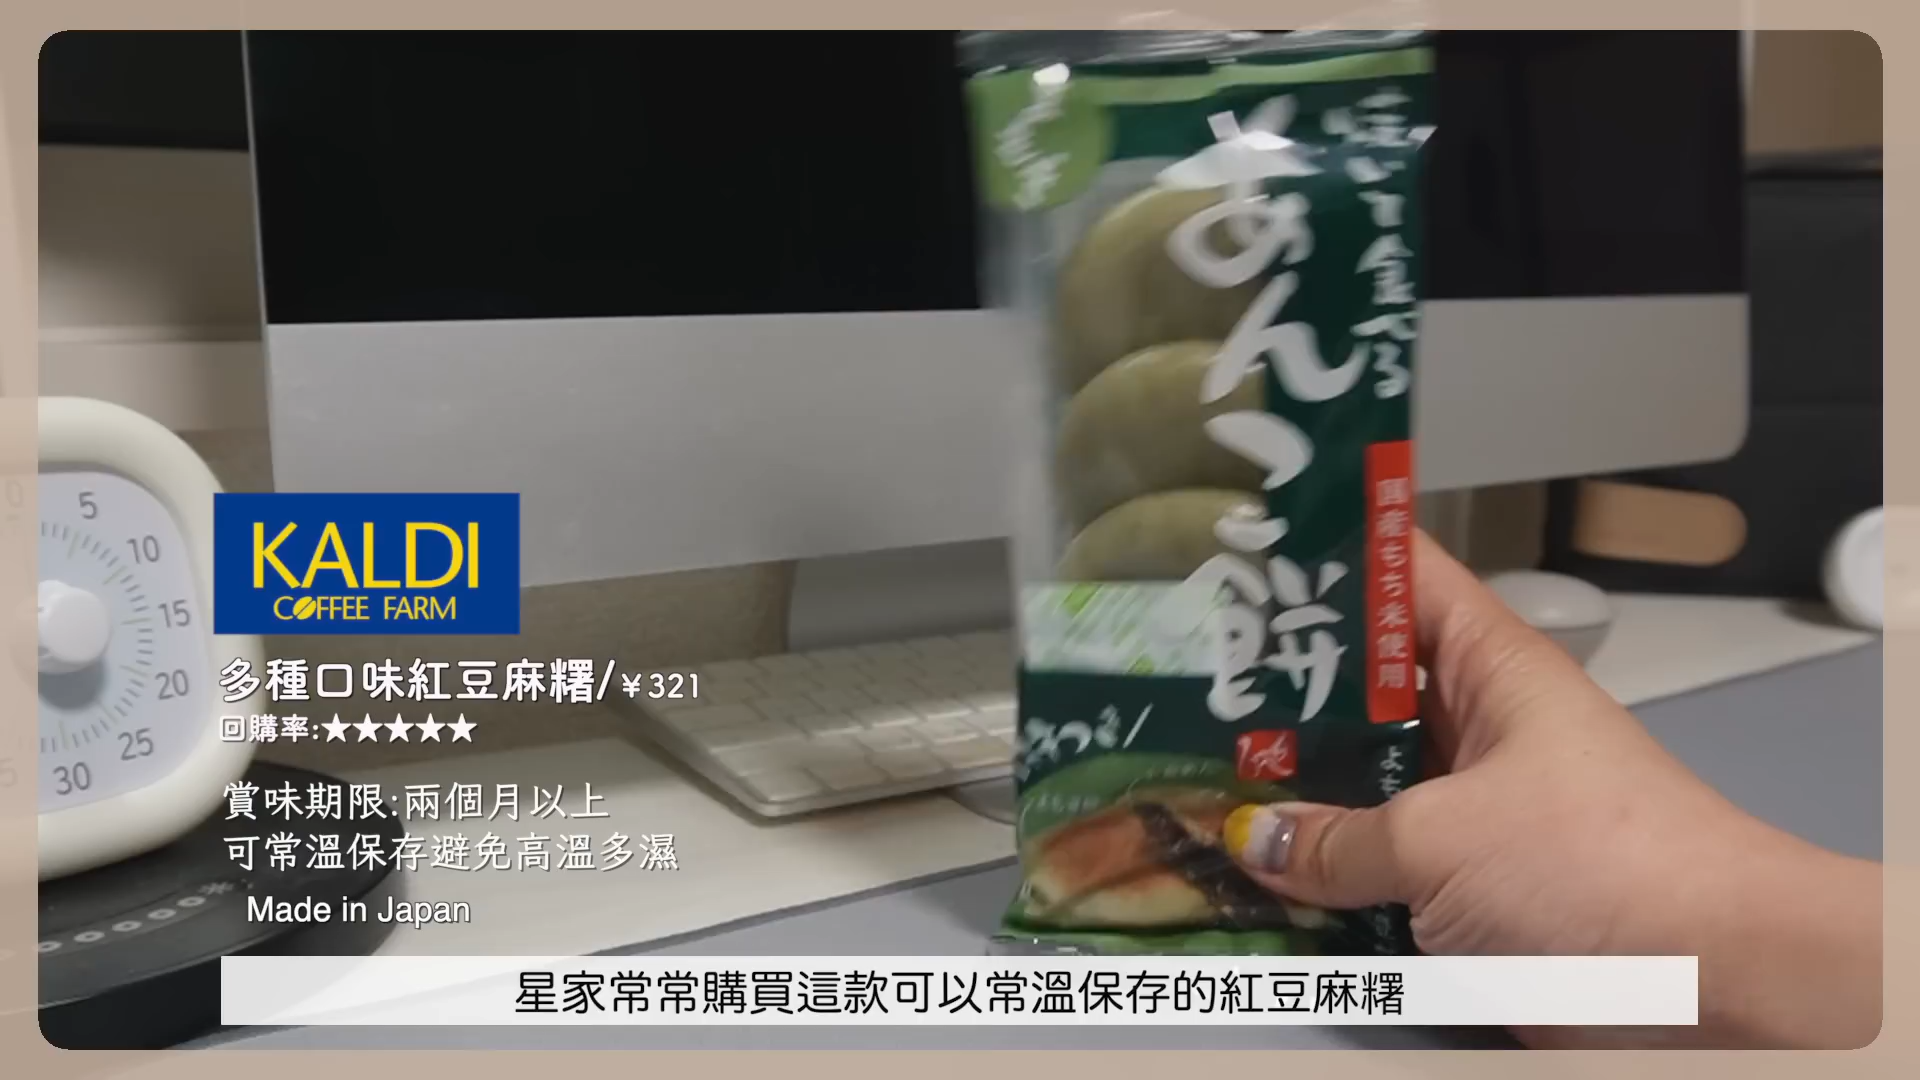 焼いて食べる
あんこ餅
国産もち米使用
5
10
15
20
25
30
KALDI
COFFEE FARM
多種口味紅豆麻糬/¥321
回購率:★★★★★
賞味期限:兩個月以上
可常溫保存避免高溫多濕
Made in Japan
星家常常購買這款可以常溫保存的紅豆麻糬